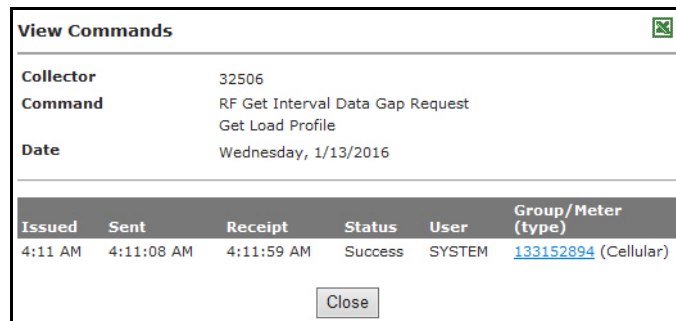 View Commands
Collector 32506
Command RF Get Interval Data Gap Request
Get Load Profile
Date Wednesday, 1/13/2016
Issued Sent Receipt Status User Group/Meter (type)
4:11 AM 4:11:08 AM 4:11:59 AM Success SYSTEM 133152894 (Cellular)
Close